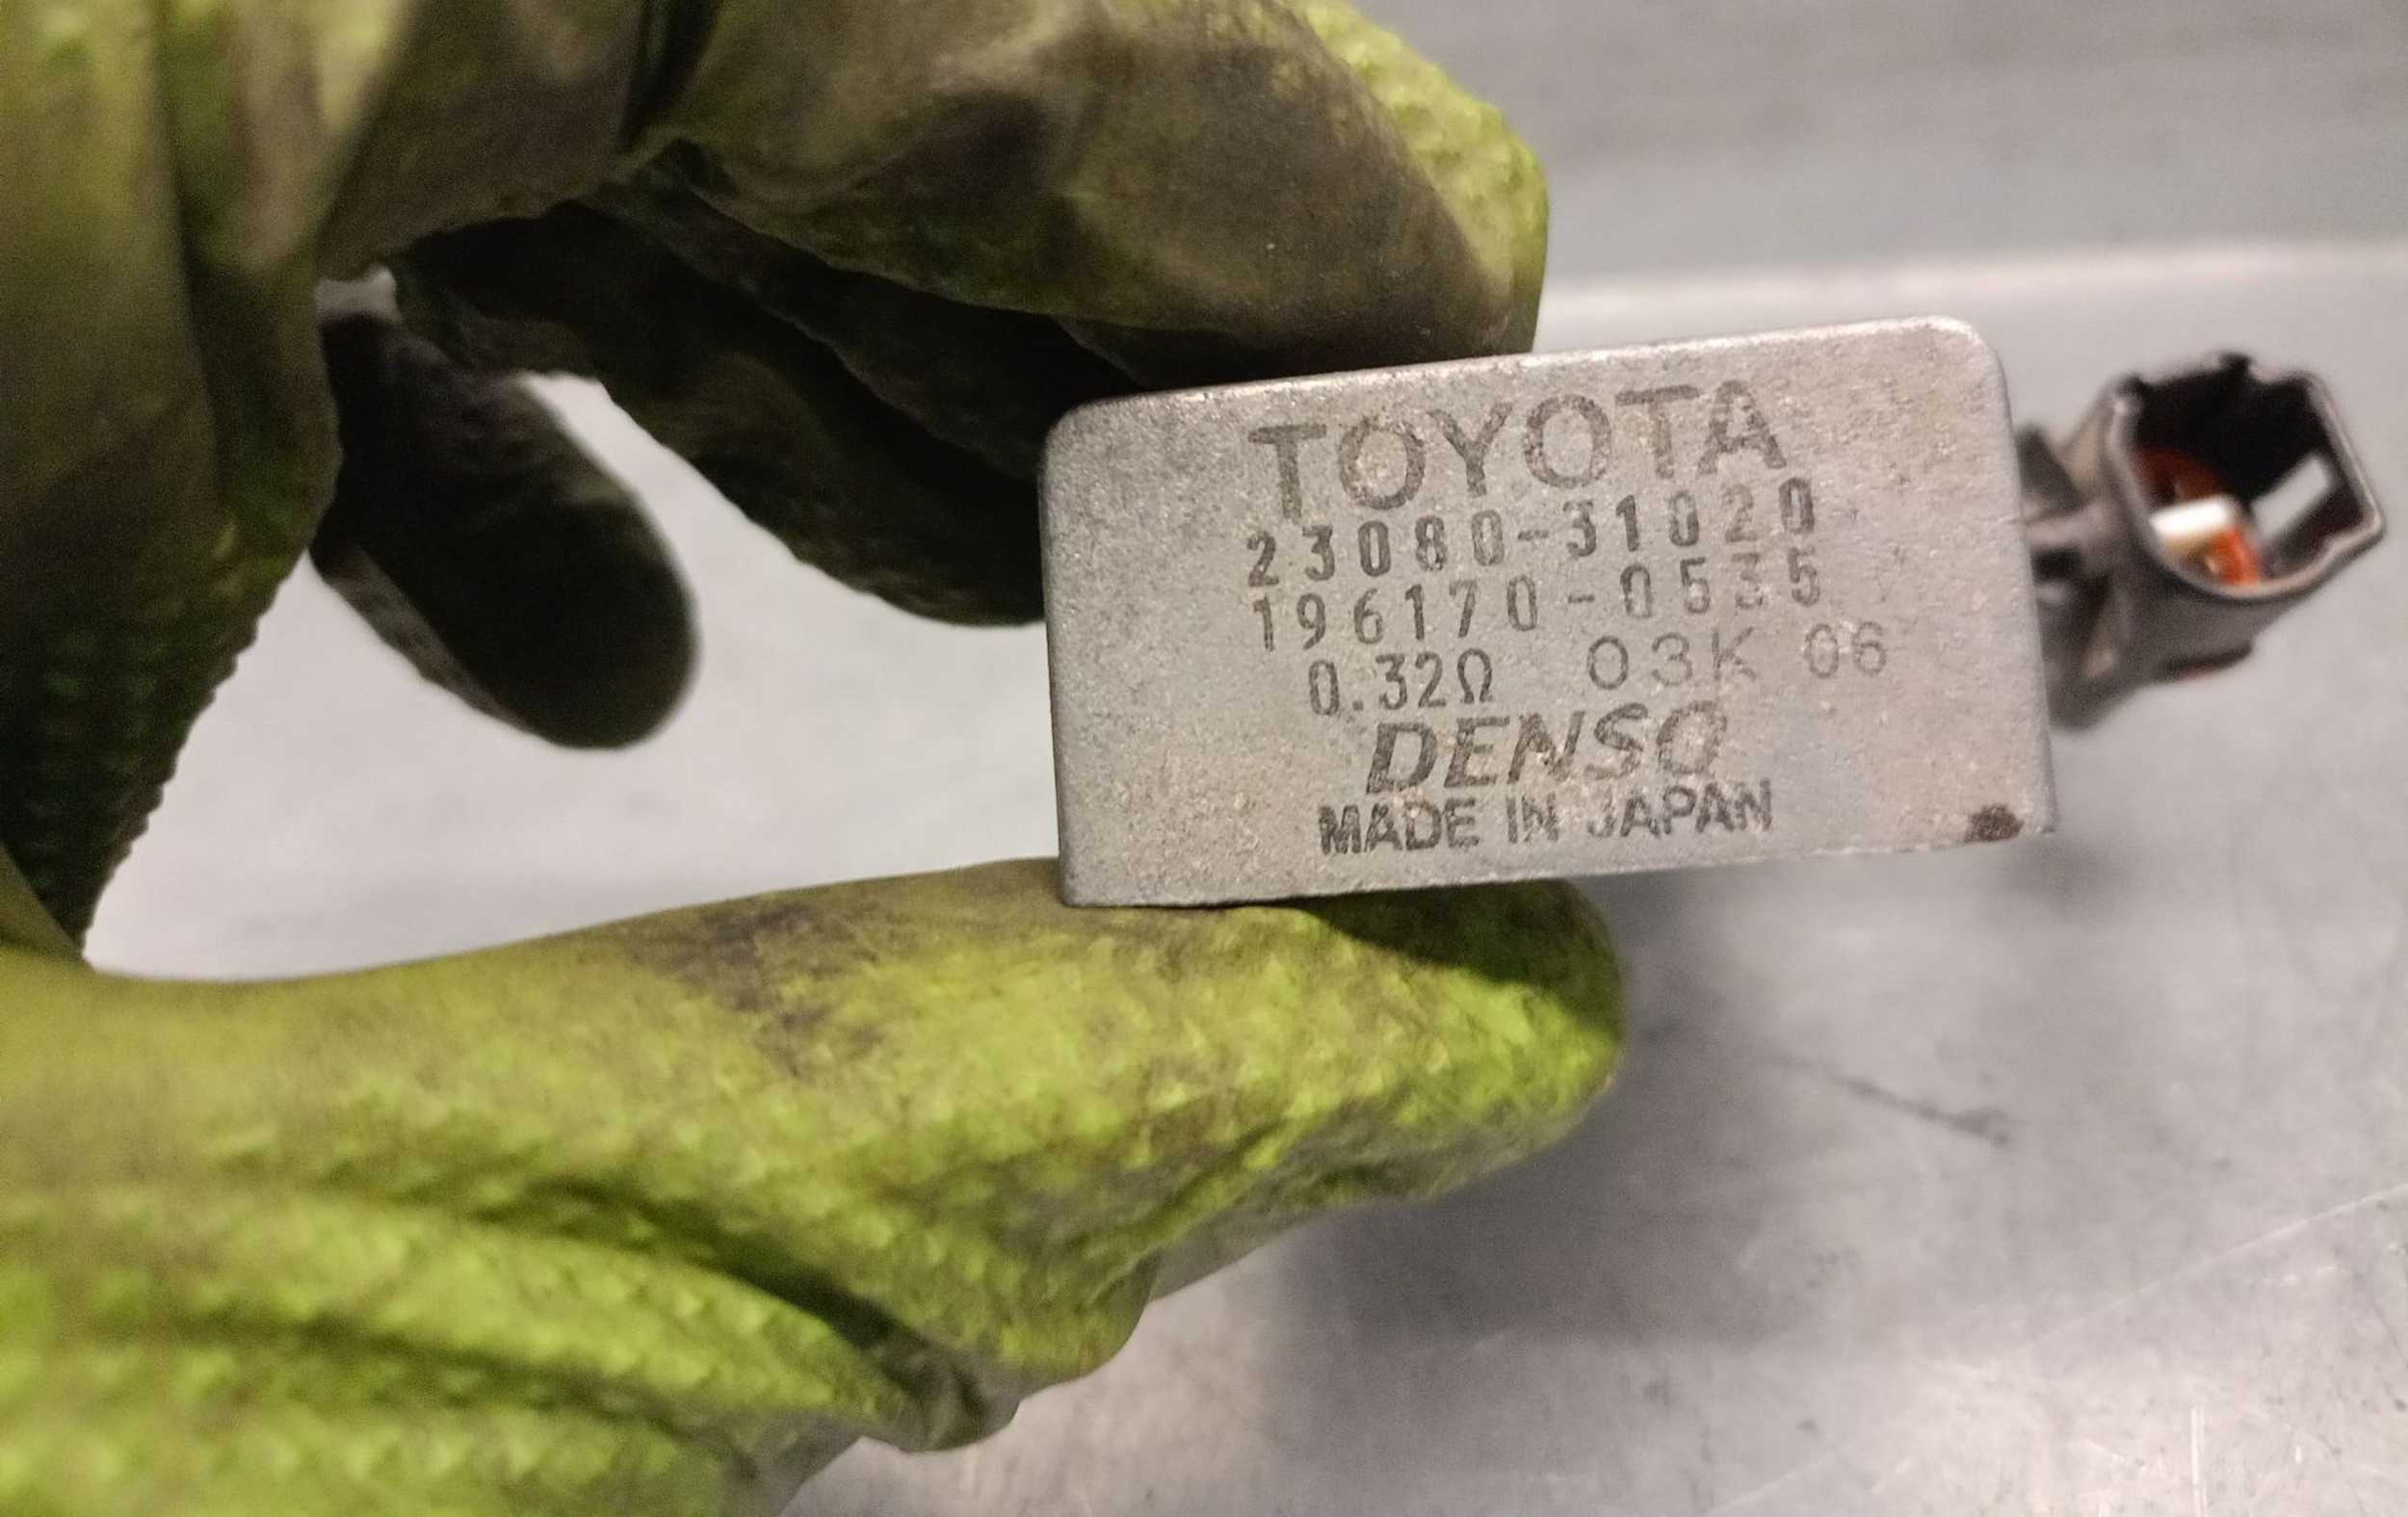 TOYOTA
23080-31020
196170-0535
0.32Ω 03K 06
DENSO
MADE IN JAPAN